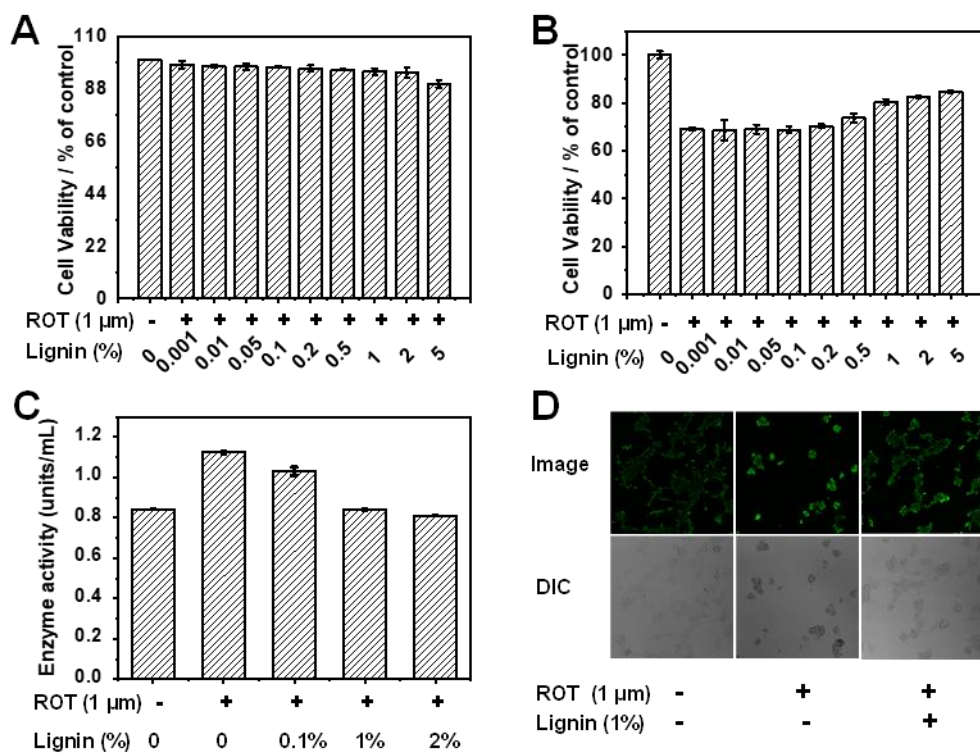 A
Cell Vability / % of control
110
88
66
44
22
0
ROT (1 µm) - + + + + + + + + +
Lignin (%) 0 0.001 0.01 0.05 0.1 0.2 0.5 1 2 5
B
Cell Viability / % of control
100
80
60
40
20
0
ROT (1 µm) - + + + + + + + + +
Lignin (%) 0 0.001 0.01 0.05 0.1 0.2 0.5 1 2 5
C
Enzyme activity (units/mL)
1.2
1.0
0.8
0.6
0.4
0.2
0.0
ROT (1 µm) - + + + +
Lignin (%) 0 0 0.1% 1% 2%
D
Image
DIC
ROT (1 µm) - + +
Lignin (1%) - - +